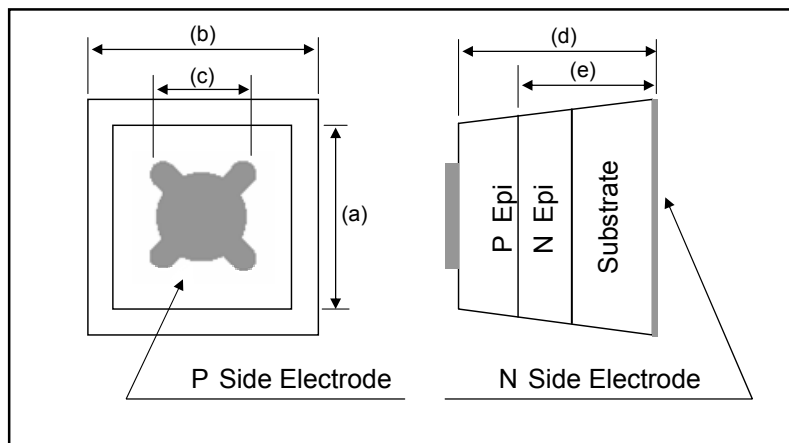 (b)
(c)
(a)
P Side Electrode
(d)
(e)
P Epi
N Epi
Substrate
N Side Electrode